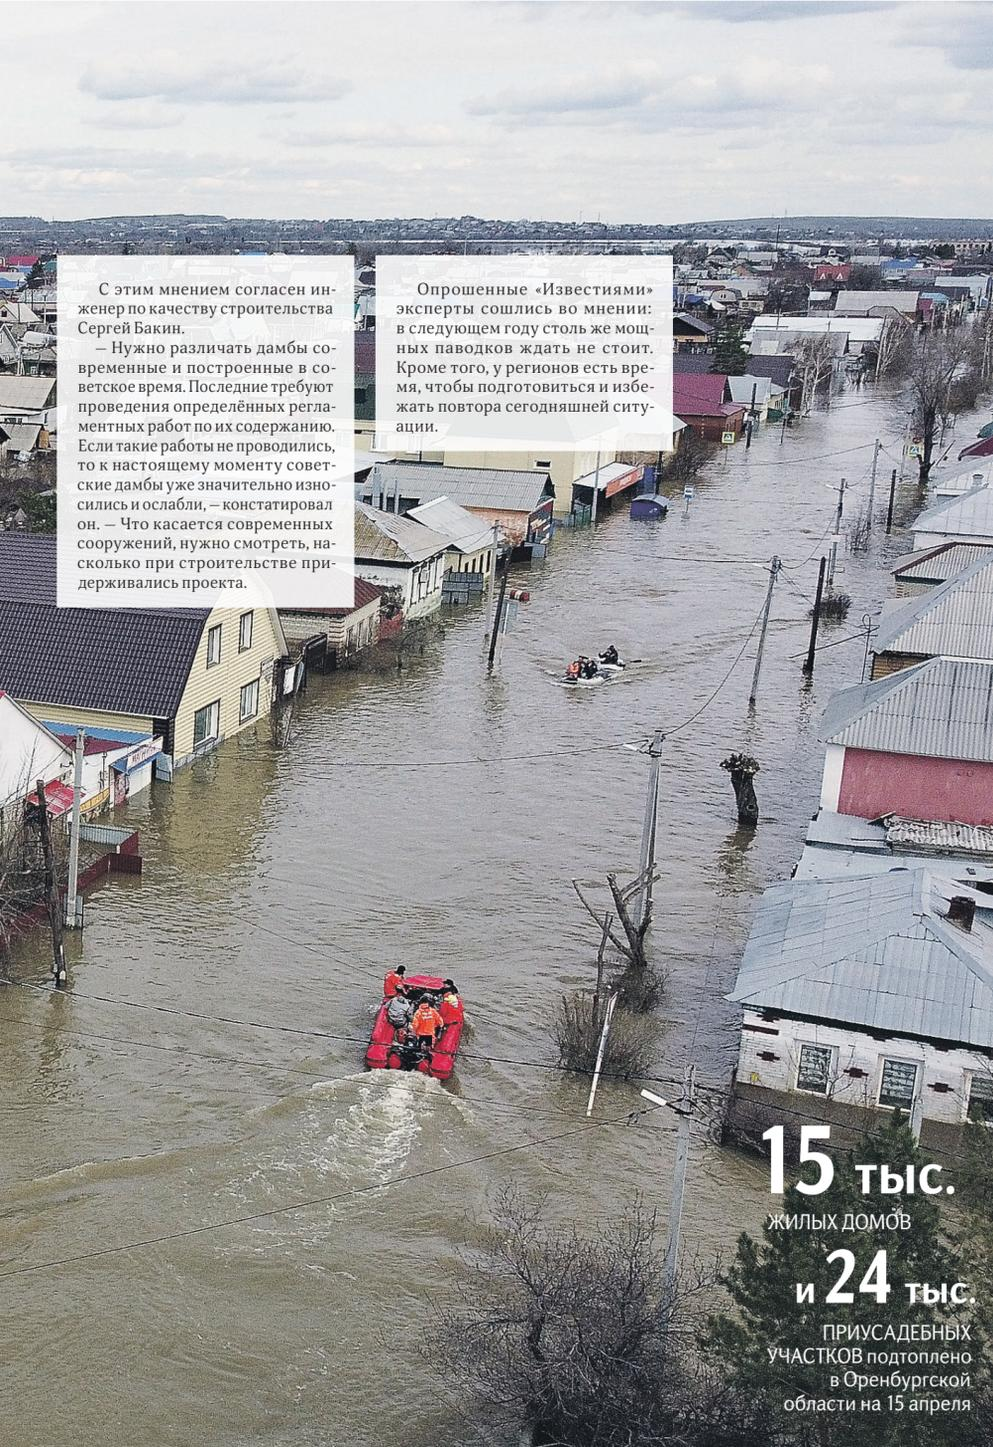 С этим мнением согласен ин-
женер по качеству строительства
Сергей Бакин.
— Нужно различать дамбы со-
временные и построенные в со-
ветское время. Последние требуют
проведения определённых регла-
ментных работ по их содержанию.
Если такие работы не проводились,
то к настоящему моменту совет-
ские дамбы уже значительно изно-
сились и ослабли, — констатировал
он. — Что касается современных
сооружений, нужно смотреть, на-
сколько при строительстве при-
держивались проекта.
Опрошенные «Известиями»
эксперты сошлись во мнении:
в следующем году столь же мощ-
ных паводков ждать не стоит.
Кроме того, у регионов есть вре-
мя, чтобы подготовиться и избе-
жать повтора сегодняшней ситу-
ации.
15 тыс.
ЖИЛЫХ ДОМОВ
и 24 тыс.
ПРИУСАДЕБНЫХ
УЧАСТКОВ подтоплено
в Оренбургской
области на 15 апреля